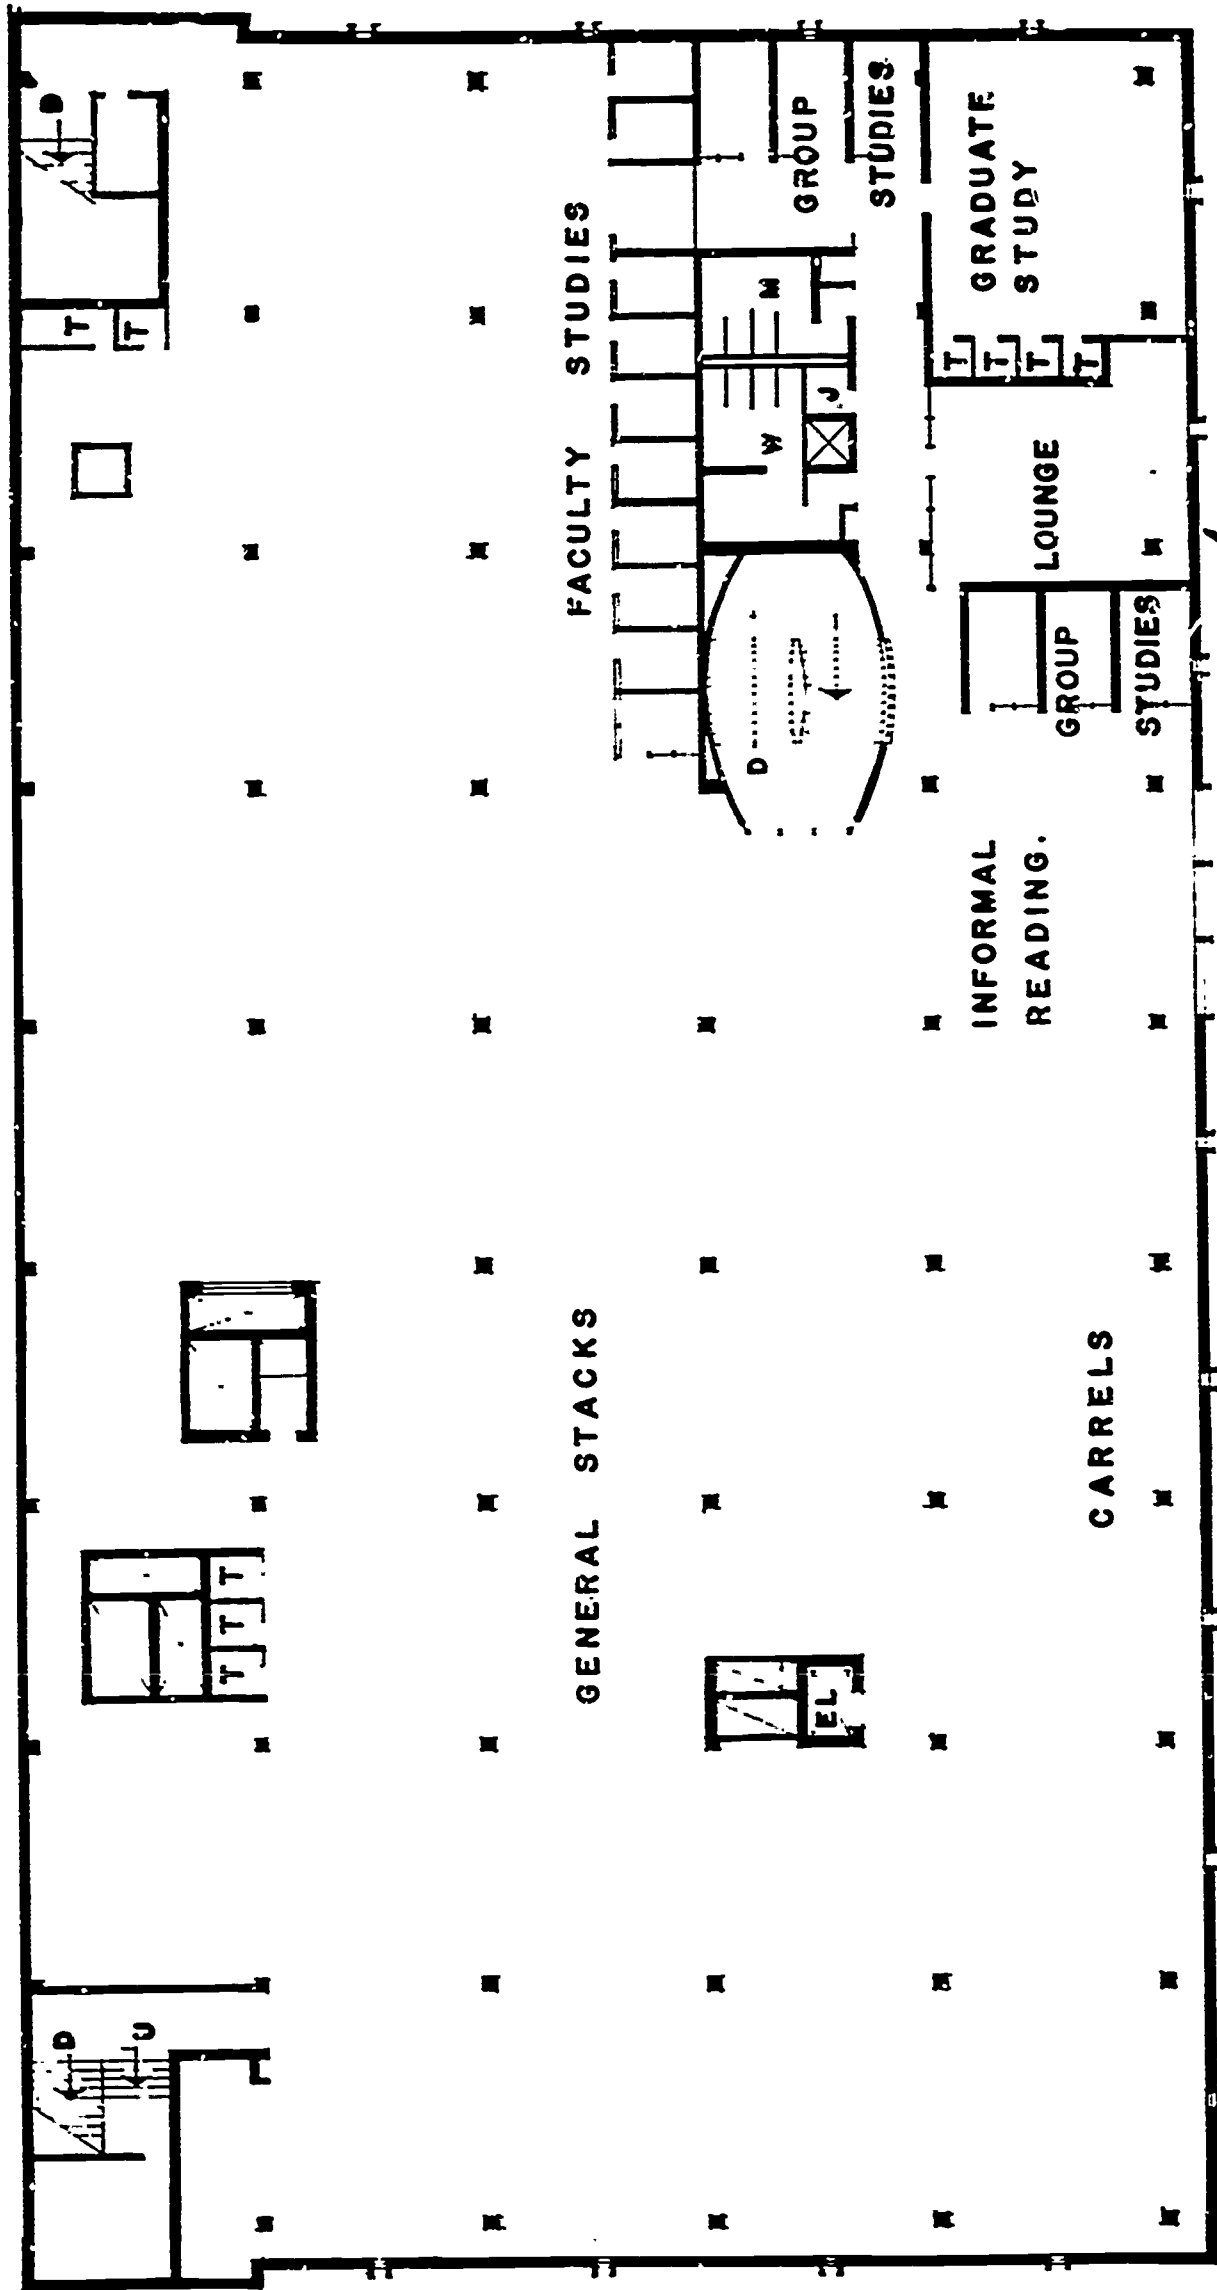 D
T
T
FACULTY STUDIES
GROUP
STUDIES
GRADUATE
STUDY
M
W
J
T
T
T
T
LOUNGE
D
GROUP
STUDIES
INFORMAL
READING.
GENERAL STACKS
CARRELS
T
T
T
EL
D
U